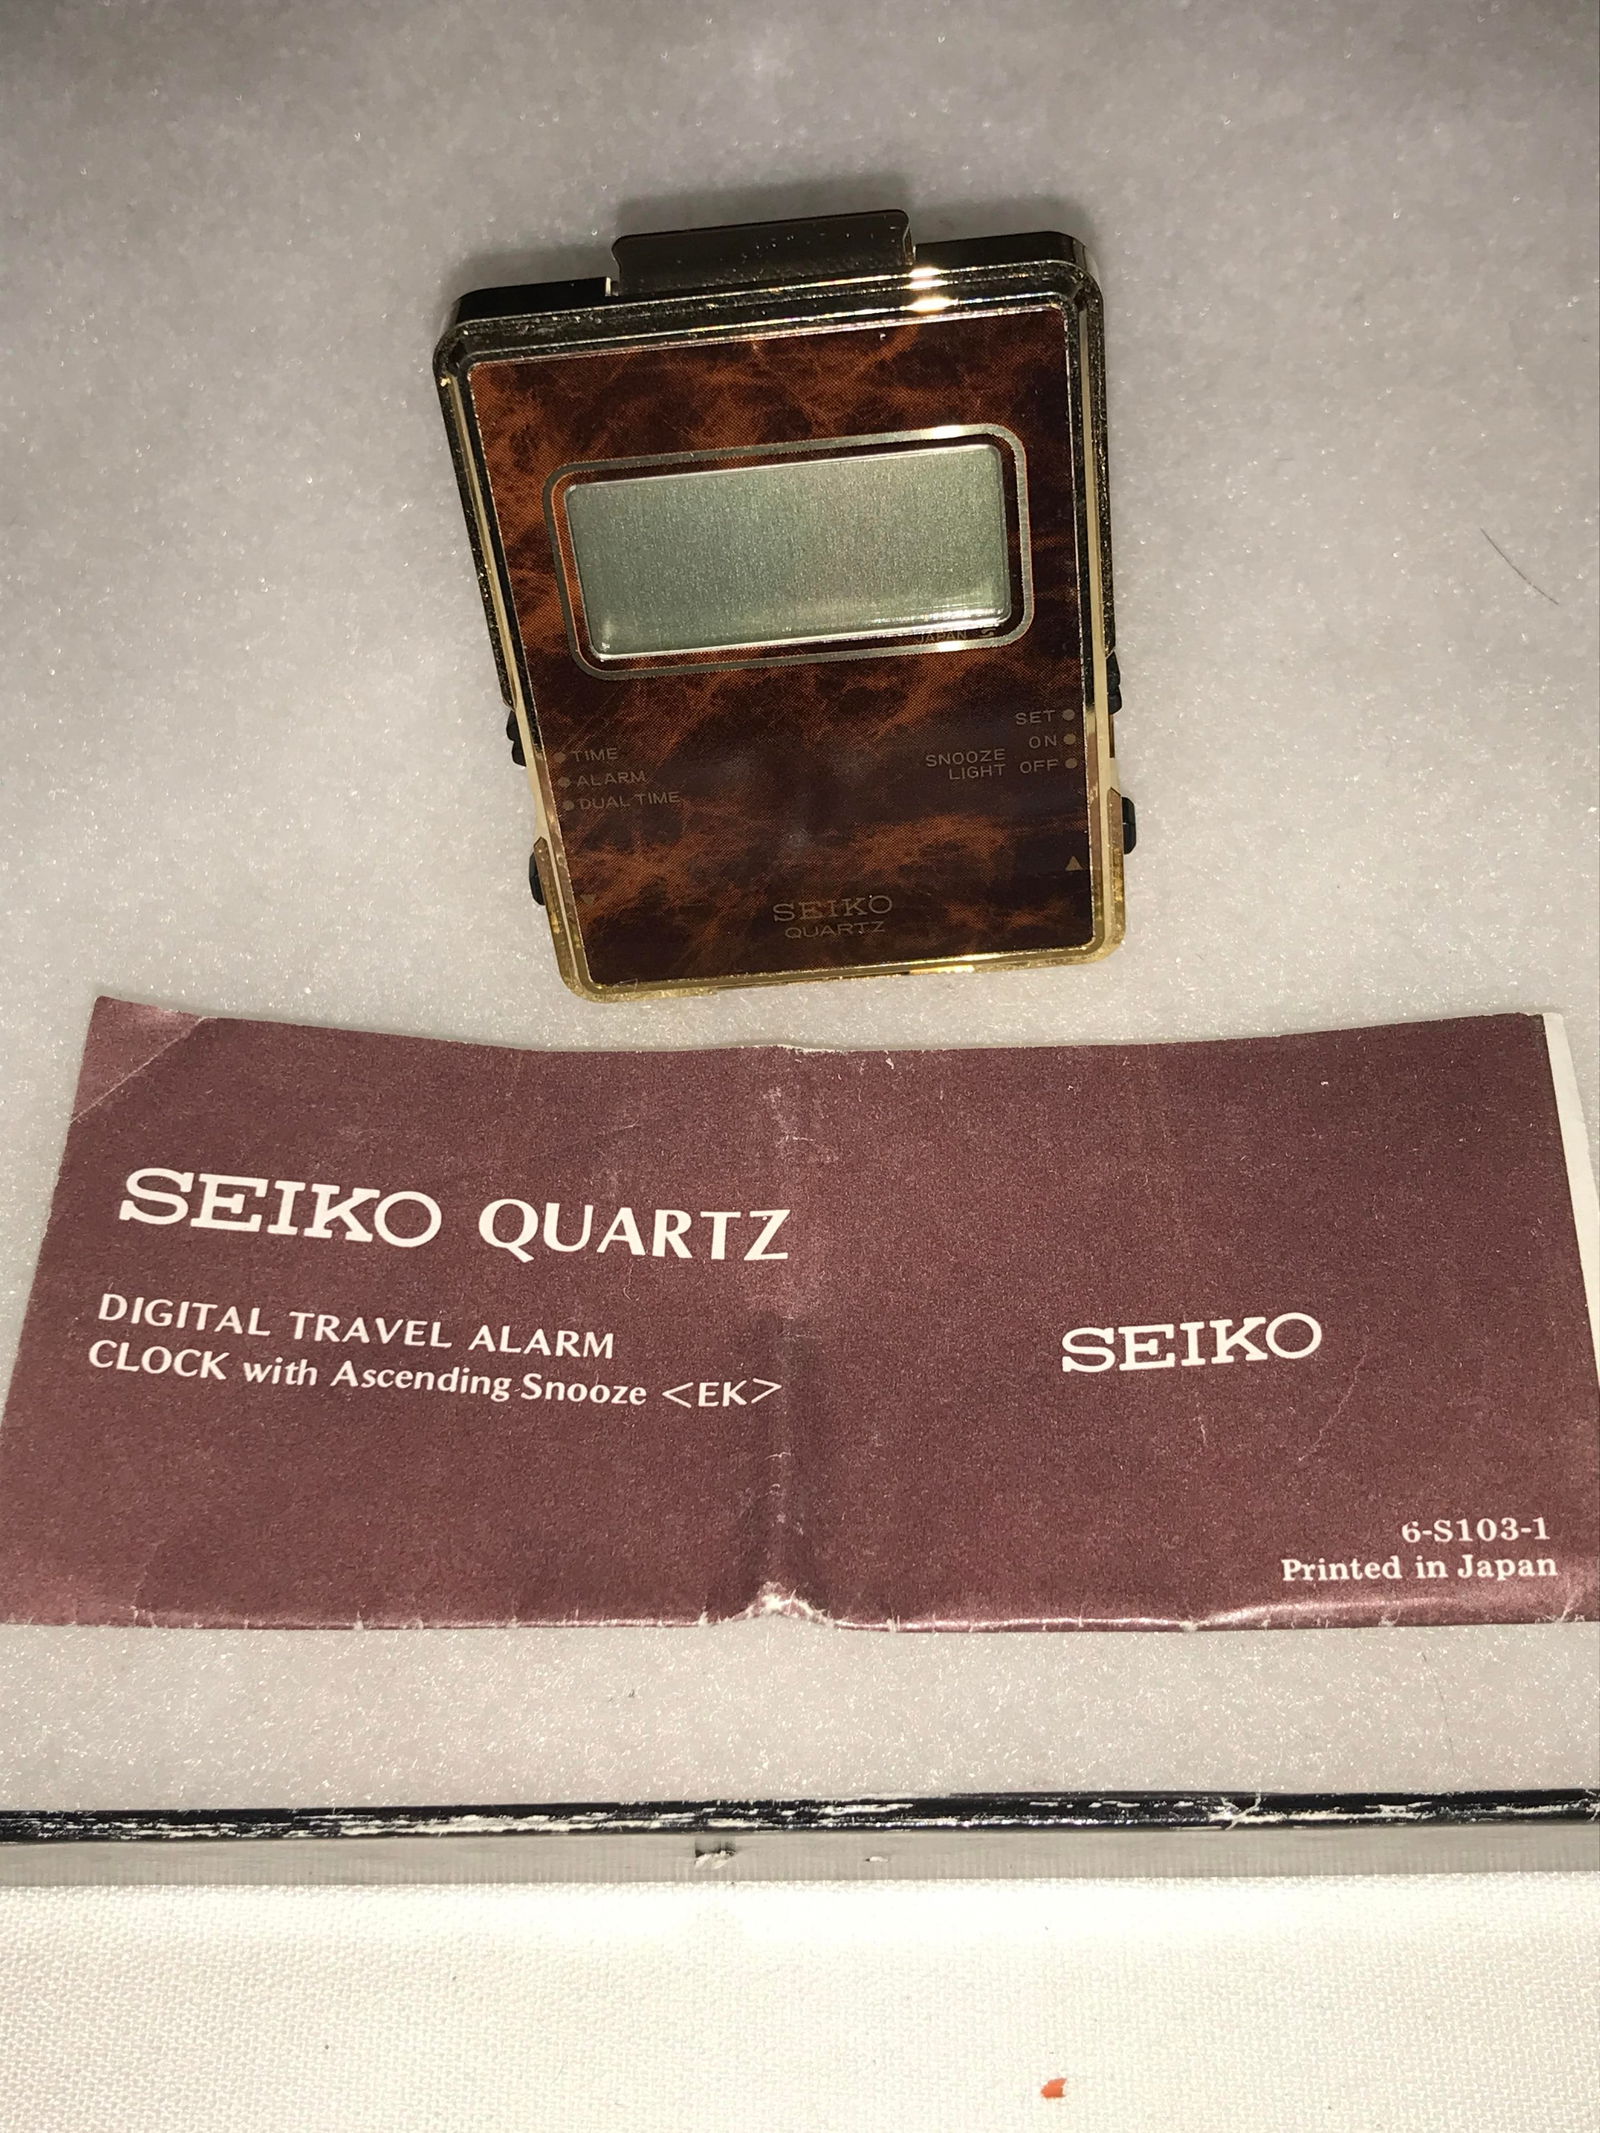 JAPAN
TIME
ALARM
DUAL TIME
SET
ON
SNOOZE
LIGHT OFF
SEIKO
QUARTZ
SEIKO QUARTZ
DIGITAL TRAVEL ALARM
CLOCK with Ascending Snooze <EK>
SEIKO
6-S103-1
Printed in Japan